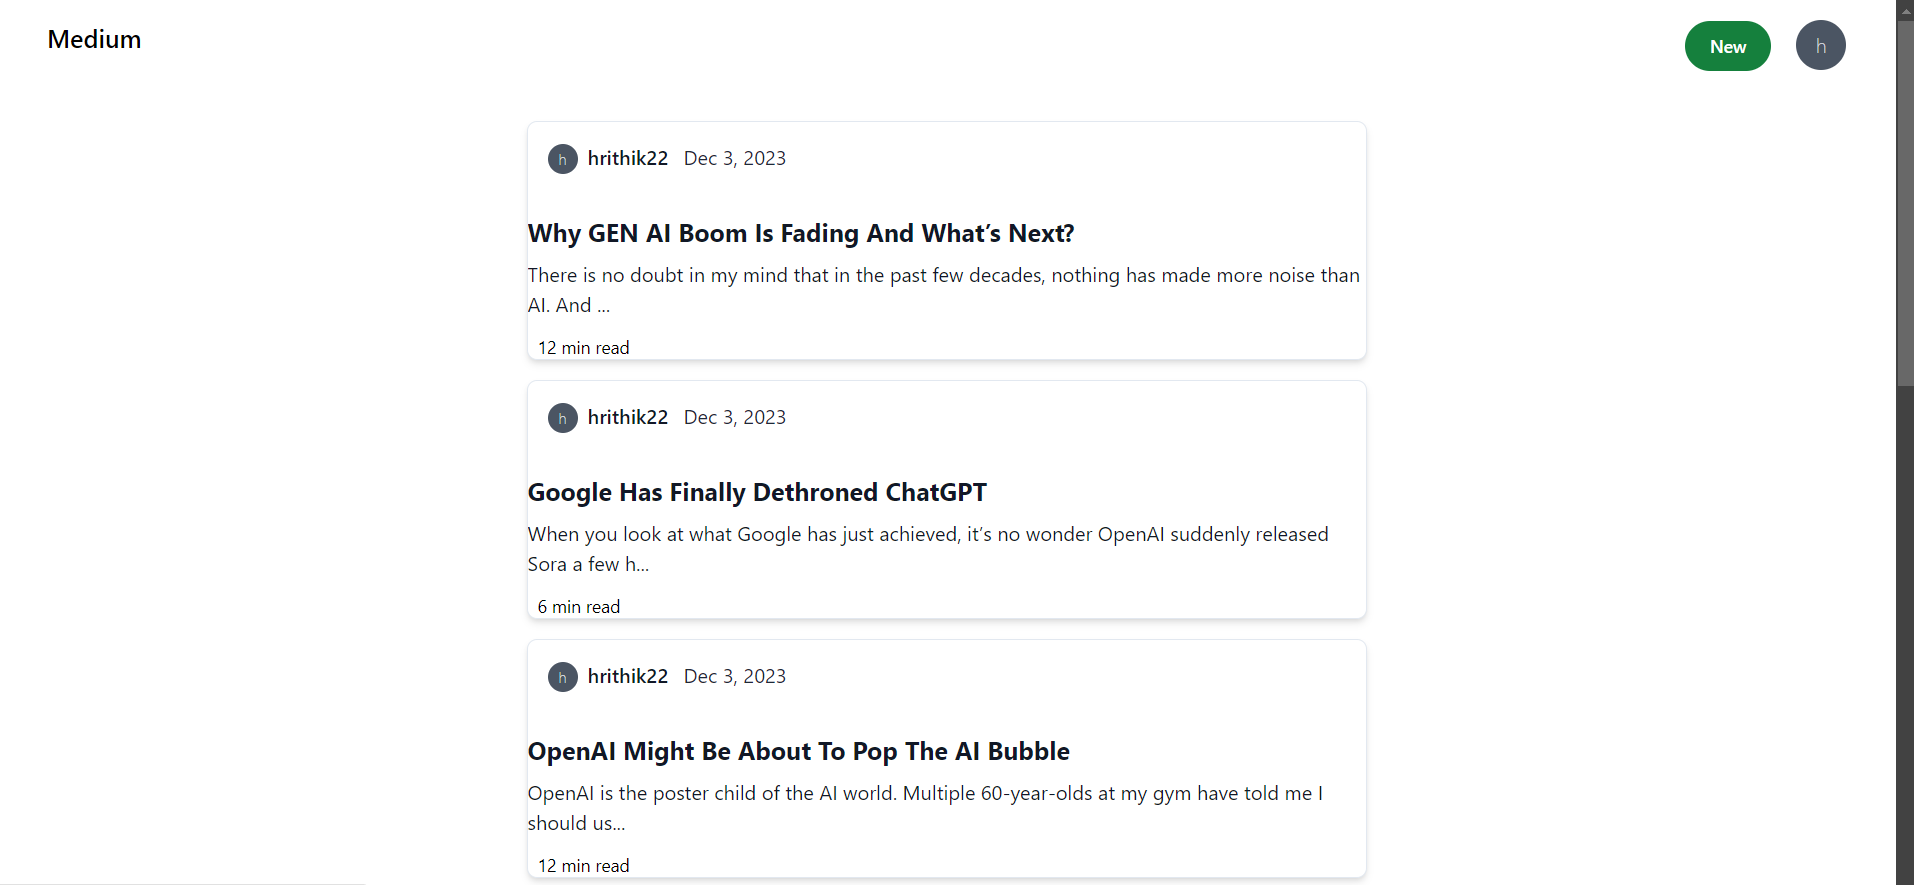 Medium
New
h
h hrithik22 Dec 3, 2023
Why GEN AI Boom Is Fading And What’s Next?
There is no doubt in my mind that in the past few decades, nothing has made more noise than
AI. And ...
12 min read
h hrithik22 Dec 3, 2023
Google Has Finally Dethroned ChatGPT
When you look at what Google has just achieved, it’s no wonder OpenAI suddenly released
Sora a few h...
6 min read
h hrithik22 Dec 3, 2023
OpenAI Might Be About To Pop The AI Bubble
OpenAI is the poster child of the AI world. Multiple 60-year-olds at my gym have told me I
should us...
12 min read